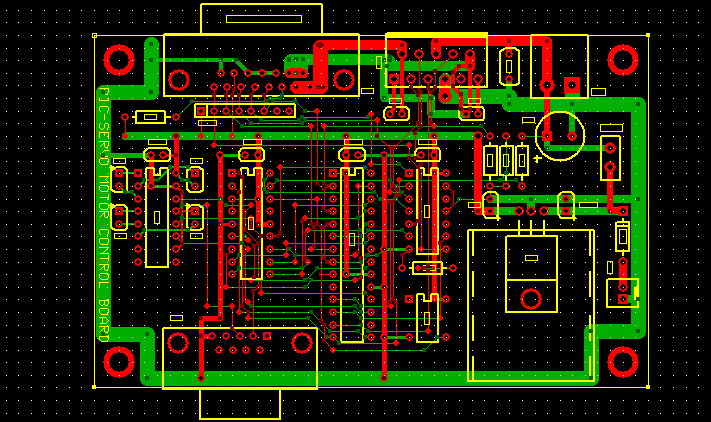 PIC-SERVO MOTOR CONTROL BOARD
+